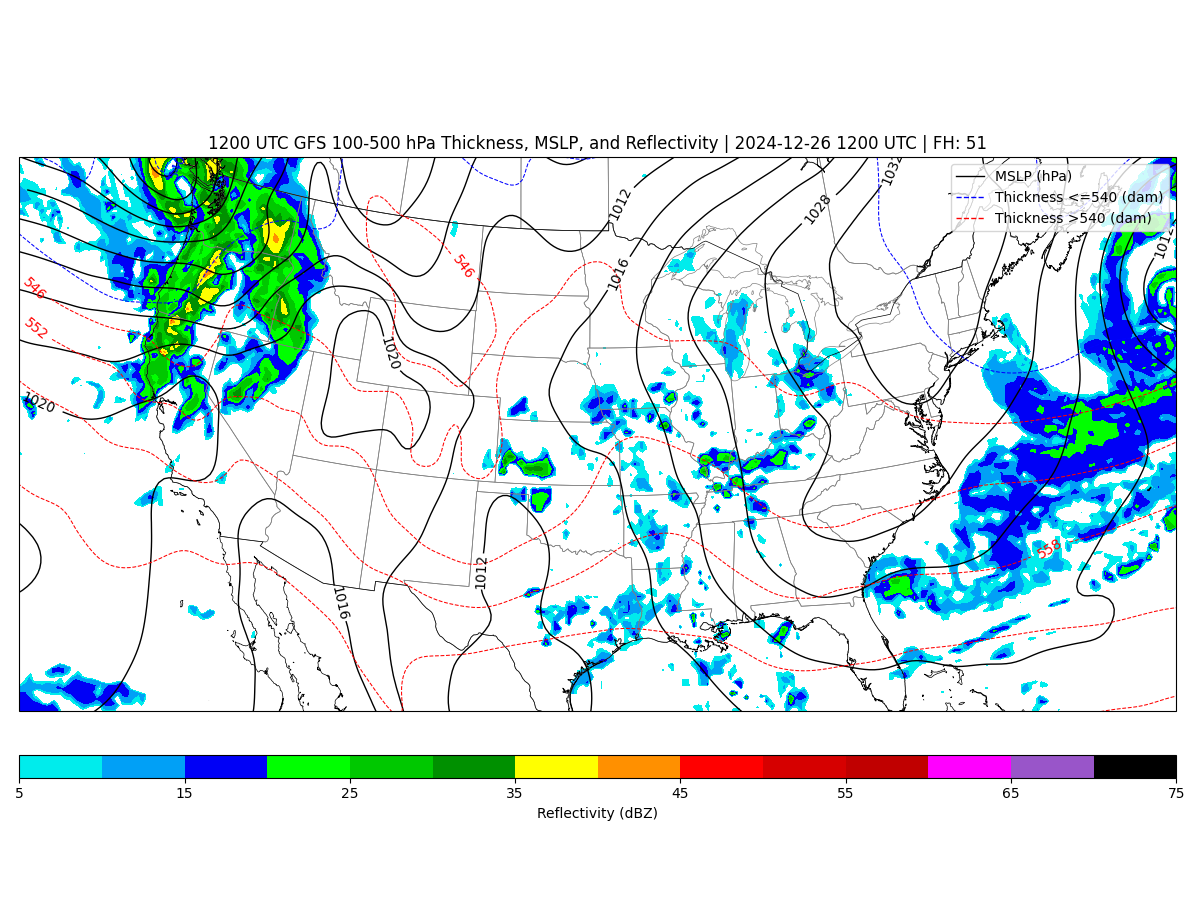 1200 UTC GFS 100-500 hPa Thickness, MSLP, and Reflectivity | 2024-12-26 1200 UTC | FH: 51
MSLP (hPa)
Thickness <=540 (dam)
Thickness >540 (dam)
1032
1012
1028
1012
546
1016
546
552
1020
1020
558
1012
1016
5 15 25 35 45 55 65 75
Reflectivity (dBZ)